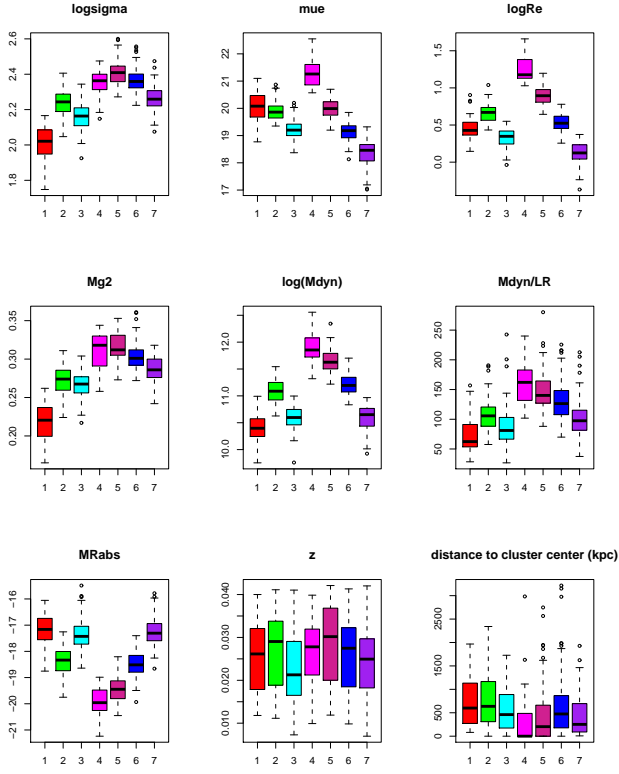 logsigma
mue
logRe
1.8 2.0 2.2 2.4 2.6
17 18 19 20 21 22
0.0 0.5 1.0 1.5
1 2 3 4 5 6 7
1 2 3 4 5 6 7
1 2 3 4 5 6 7
Mg2
log(Mdyn)
Mdyn/LR
0.20 0.25 0.30 0.35
10.0 11.0 12.0
50 100 150 200 250
1 2 3 4 5 6 7
1 2 3 4 5 6 7
1 2 3 4 5 6 7
MRabs
z
distance to cluster center (kpc)
−21 −20 −19 −18 −17 −16
0.010 0.020 0.030 0.040
0 500 1500 2500
1 2 3 4 5 6 7
1 2 3 4 5 6 7
1 2 3 4 5 6 7